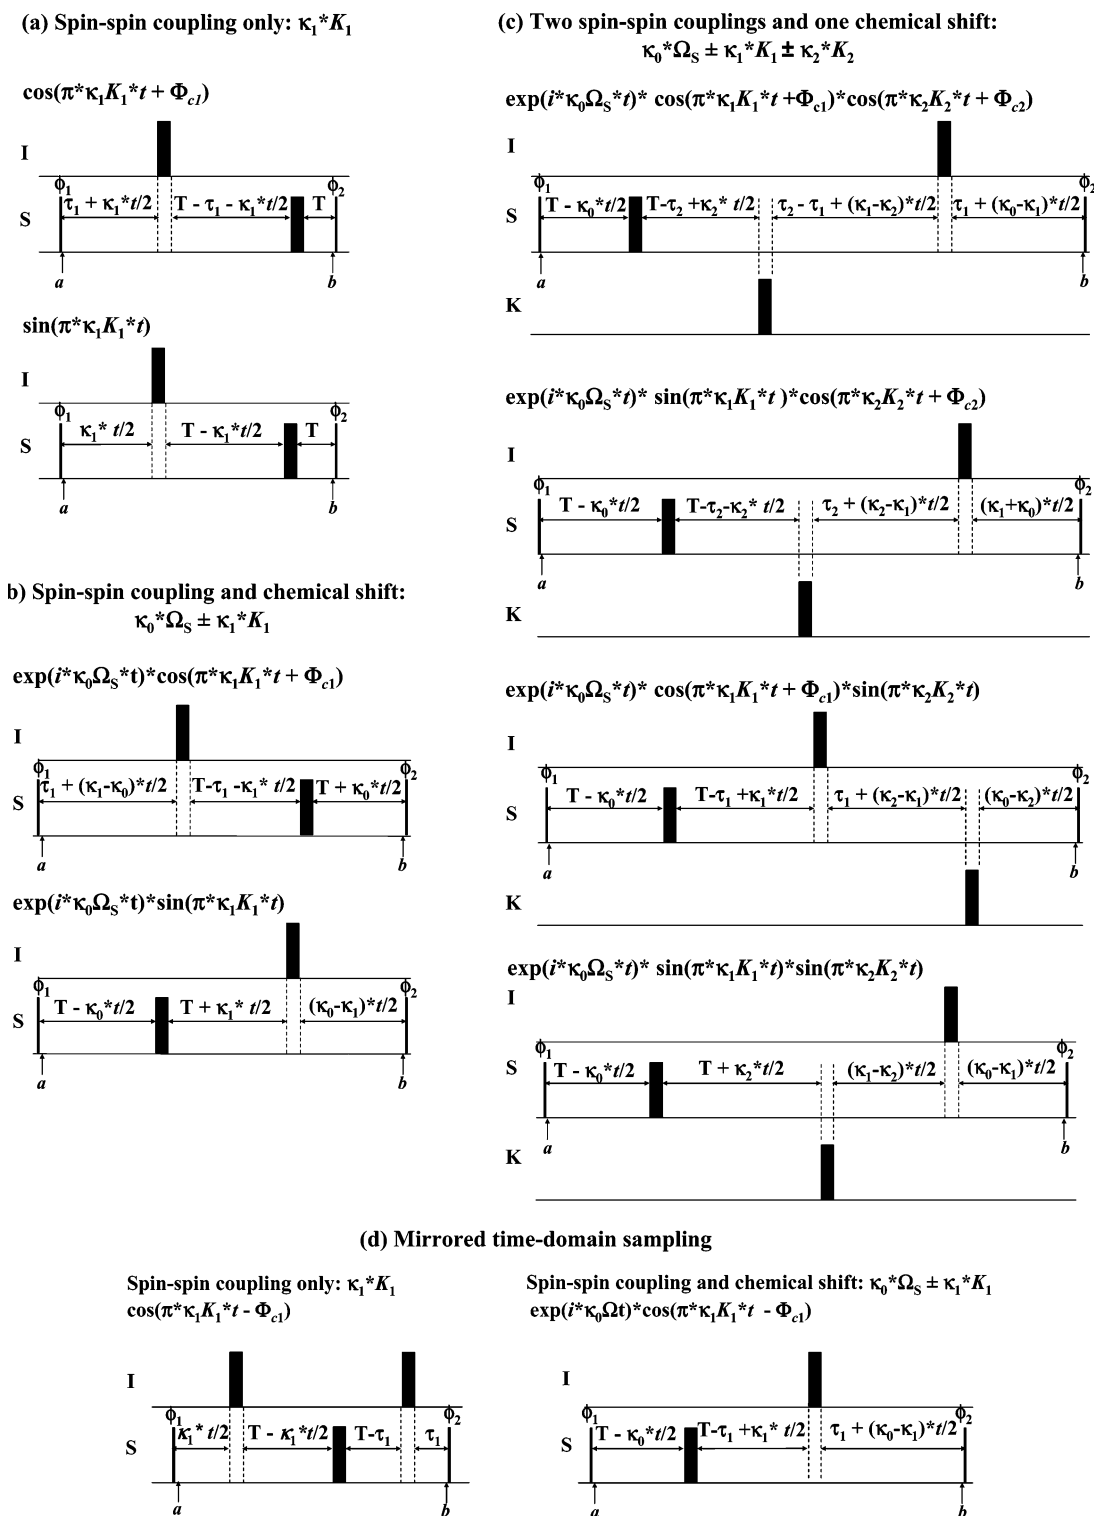 (a) Spin-spin coupling only: κ₁*K₁
cos(π*κ₁K₁*t + Φc1)
I
ϕ₁ ϕ₂
τ₁ + κ₁*t/2 T - τ₁ - κ₁*t/2 T
S
a b
sin(π*κ₁K₁*t)
I
ϕ₁ ϕ₂
κ₁* t/2 T - κ₁*t/2 T
S
a b
b) Spin-spin coupling and chemical shift:
κ₀*Ω_S ± κ₁*K₁
exp(i*κ₀Ω_S*t)*cos(π*κ₁K₁*t + Φc1)
I
ϕ₁ ϕ₂
τ₁ + (κ₁-κ₀)*t/2 T-τ₁ -κ₁* t/2 T + κ₀*t/2
S
a b
exp(i*κ₀Ω_S*t)*sin(π*κ₁K₁*t)
I
ϕ₁ ϕ₂
T - κ₀*t/2 T + κ₁* t/2 (κ₀-κ₁)*t/2
S
a b
(c) Two spin-spin couplings and one chemical shift:
κ₀*Ω_S ± κ₁*K₁ ± κ₂*K₂
exp(i*κ₀Ω_S*t)* cos(π*κ₁K₁*t +Φc1)*cos(π*κ₂K₂*t + Φc2)
I
ϕ₁ ϕ₂
T - κ₀*t/2 T-τ₂ +κ₂* t/2 τ₂ - τ₁ + (κ₁-κ₂)*t/2 τ₁ + (κ₀-κ₁)*t/2
S
a b
K
exp(i*κ₀Ω_S*t)* sin(π*κ₁K₁*t )*cos(π*κ₂K₂*t + Φc2)
I
ϕ₁ ϕ₂
T - κ₀*t/2 T-τ₂-κ₂* t/2 τ₂ + (κ₂-κ₁)*t/2 (κ₁+κ₀)*t/2
S
a b
K
exp(i*κ₀Ω_S*t)* cos(π*κ₁K₁*t + Φc1)*sin(π*κ₂K₂*t)
I
ϕ₁ ϕ₂
T - κ₀*t/2 T-τ₁ +κ₁*t/2 τ₁ + (κ₂-κ₁)*t/2 (κ₀-κ₂)*t/2
S
a b
K
exp(i*κ₀Ω_S*t)* sin(π*κ₁K₁*t)*sin(π*κ₂K₂*t)
I
ϕ₁ ϕ₂
T - κ₀*t/2 T + κ₂*t/2 (κ₁-κ₂)*t/2 (κ₀-κ₁)*t/2
S
a b
K
(d) Mirrored time-domain sampling
Spin-spin coupling only: κ₁*K₁
cos(π*κ₁K₁*t - Φc1)
I
ϕ₁ ϕ₂
κ₁* t/2 T - κ₁*t/2 T-τ₁ τ₁
S
a b
Spin-spin coupling and chemical shift: κ₀*Ω_S ± κ₁*K₁
exp(i*κ₀Ωt)*cos(π*κ₁K₁*t - Φc1)
I
ϕ₁ ϕ₂
T - κ₀*t/2 T-τ₁ +κ₁* t/2 τ₁ + (κ₀-κ₁)*t/2
S
a b